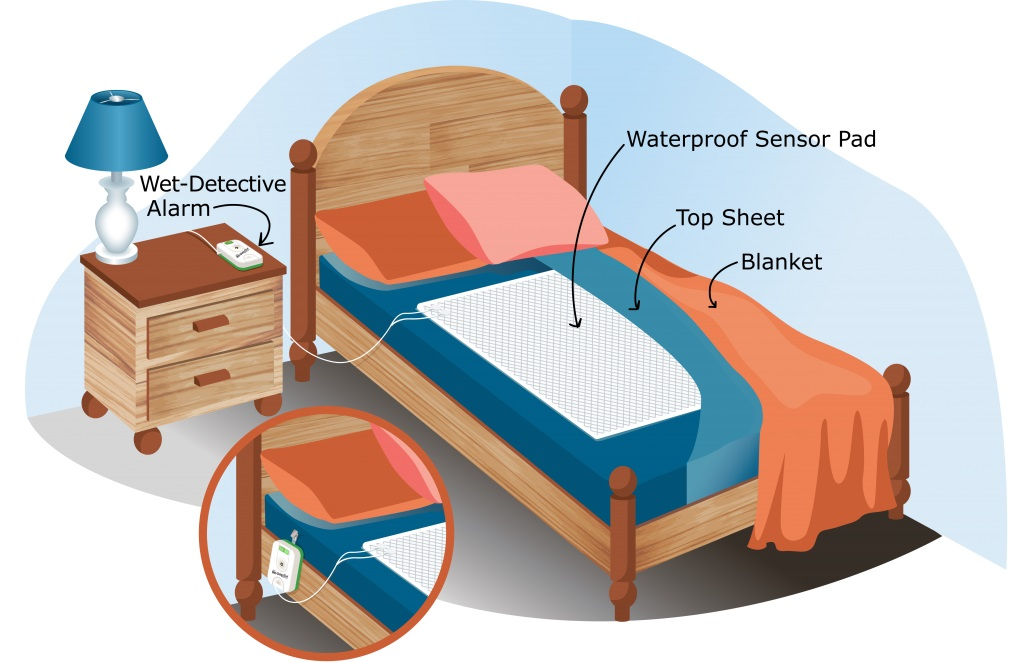 Waterproof Sensor Pad
Wet-Detective
Alarm
Top Sheet
Blanket